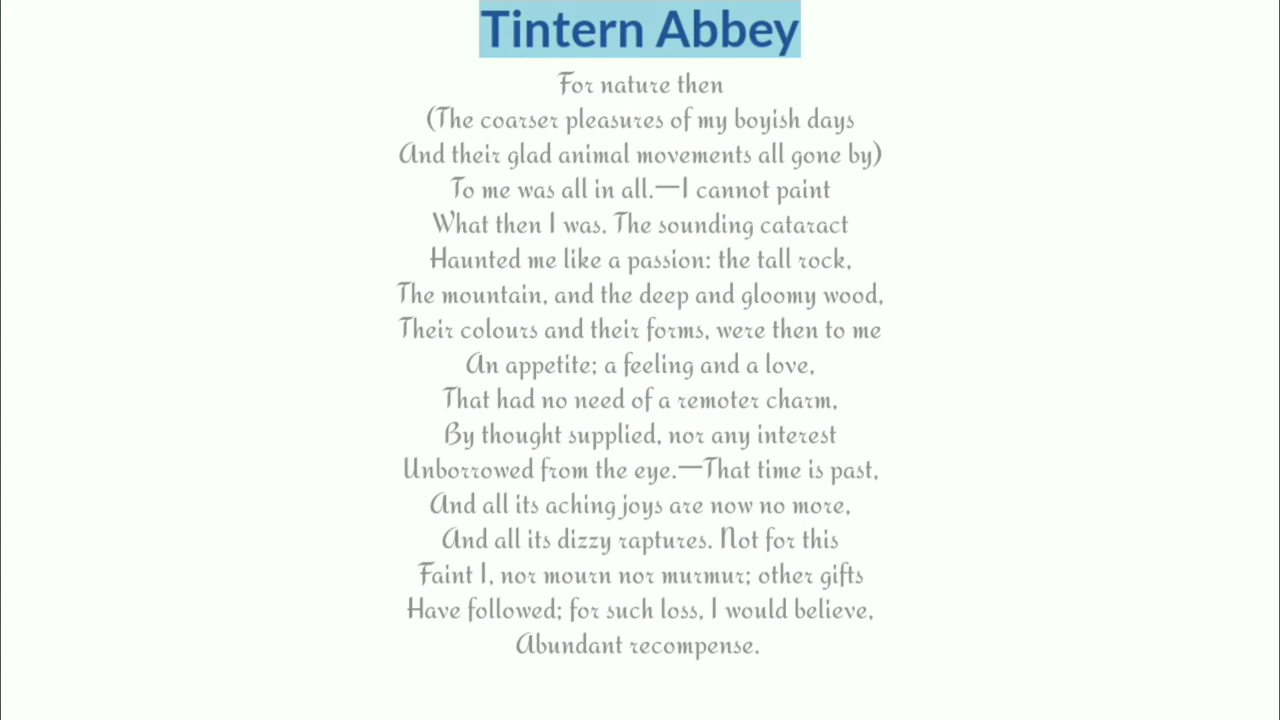 Tintern Abbey
For nature then
(The coarser pleasures of my boyish days
And their glad animal movements all gone by)
To me was all in all.—I cannot paint
What then I was. The sounding cataract
Haunted me like a passion: the tall rock,
The mountain, and the deep and gloomy wood,
Their colours and their forms, were then to me
An appetite; a feeling and a love,
That had no need of a remoter charm,
By thought supplied, nor any interest
Unborrowed from the eye.—That time is past,
And all its aching joys are now no more,
And all its dizzy raptures. Not for this
Faint I, nor mourn nor murmur; other gifts
Have followed; for such loss, I would believe,
Abundant recompense.